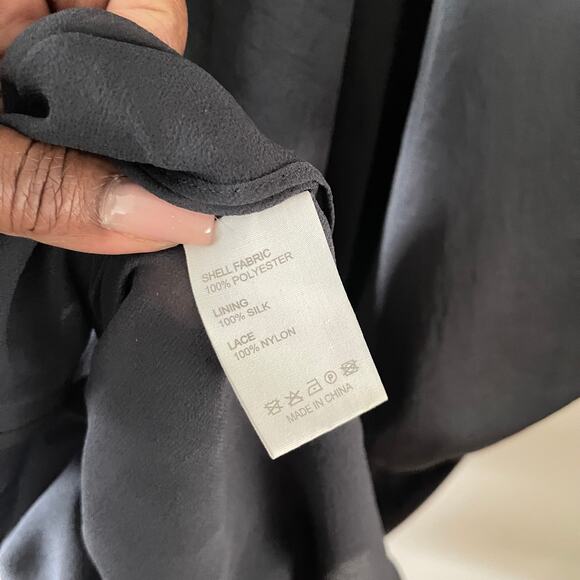 SHELL FABRIC
100% POLYESTER
LINING
100% SILK
LACE
100% NYLON
P
MADE IN CHINA